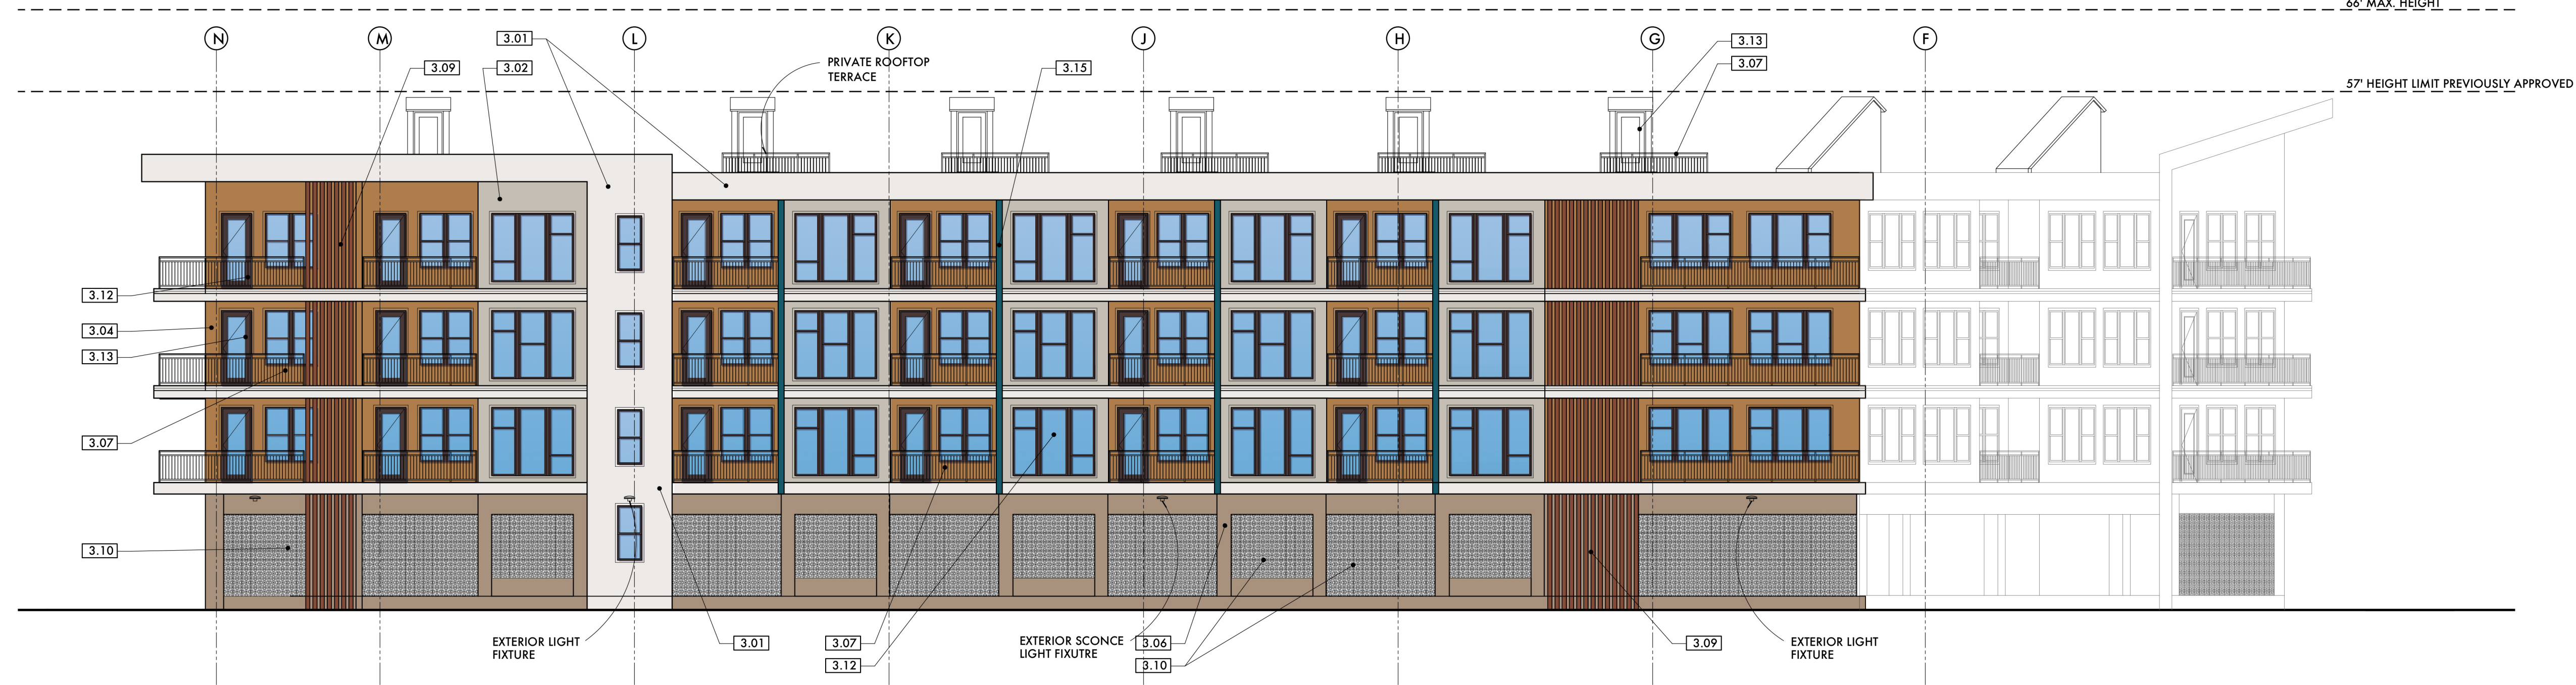 66' MAX. HEIGHT
N
M
L
K
J
H
G
F
3.01
3.13
3.09
3.02
PRIVATE ROOFTOP
TERRACE
3.15
3.07
57' HEIGHT LIMIT PREVIOUSLY APPROVED
3.12
3.04
3.13
3.07
3.10
EXTERIOR LIGHT
FIXTURE
3.01
3.07
3.12
EXTERIOR SCONCE
LIGHT FIXUTRE
3.06
3.10
3.09
EXTERIOR LIGHT
FIXTURE